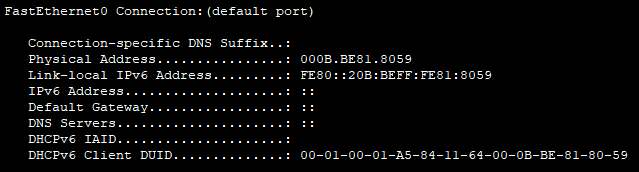 FastEthernet0 Connection:(default port)
Connection-specific DNS Suffix..:
Physical Address................: 000B.BE81.8059
Link-local IPv6 Address.........: FE80::20B:BEFF:FE81:8059
IPv6 Address....................: ::
Default Gateway.................: ::
DNS Servers.....................: ::
DHCPv6 IAID.....................:
DHCPv6 Client DUID..............: 00-01-00-01-A5-84-11-64-00-0B-BE-81-80-59